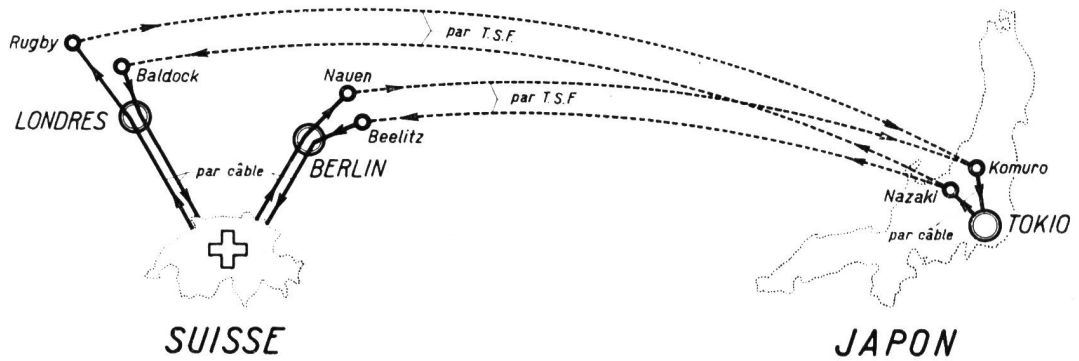 Rugby
par T.S.F.
Baldock
Nauen
par T.S.F
LONDRES
Beelitz
BERLIN
par câble
Komuro
Nazaki
TOKIO
par câble
SUISSE
JAPON